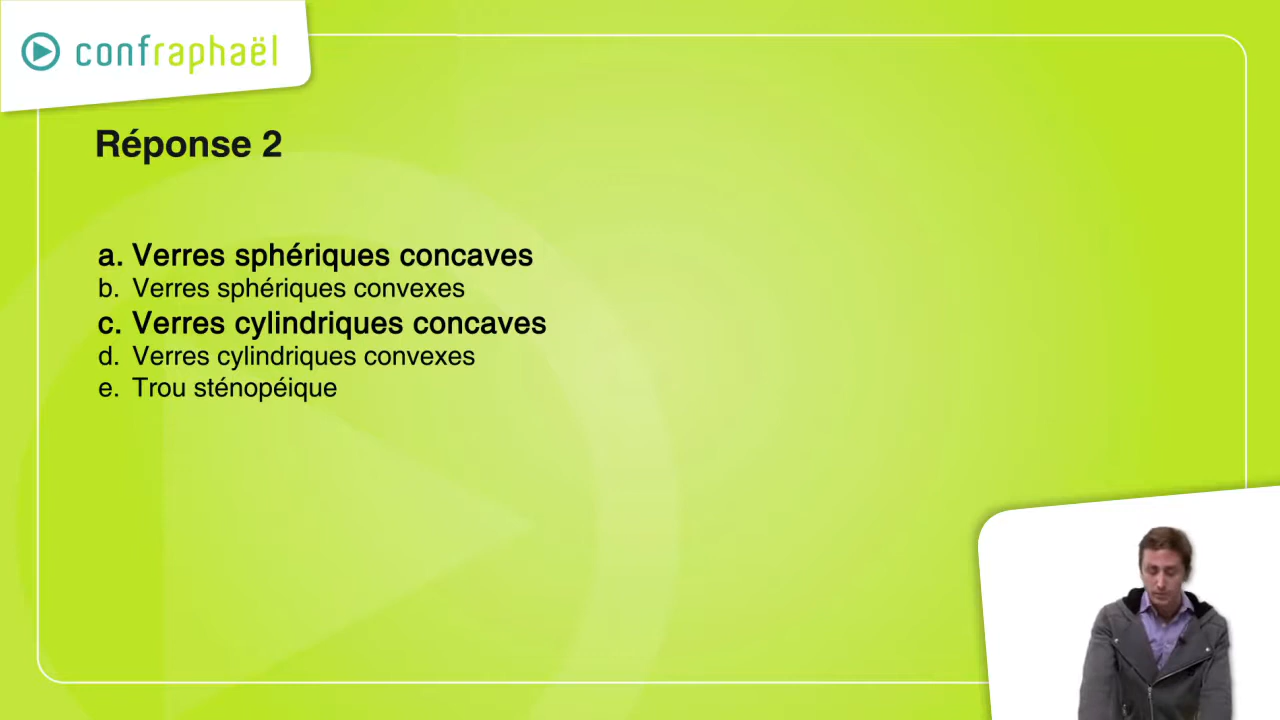 confraphaël
Réponse 2
a. Verres sphériques concaves
b. Verres sphériques convexes
c. Verres cylindriques concaves
d. Verres cylindriques convexes
e. Trou sténopéique